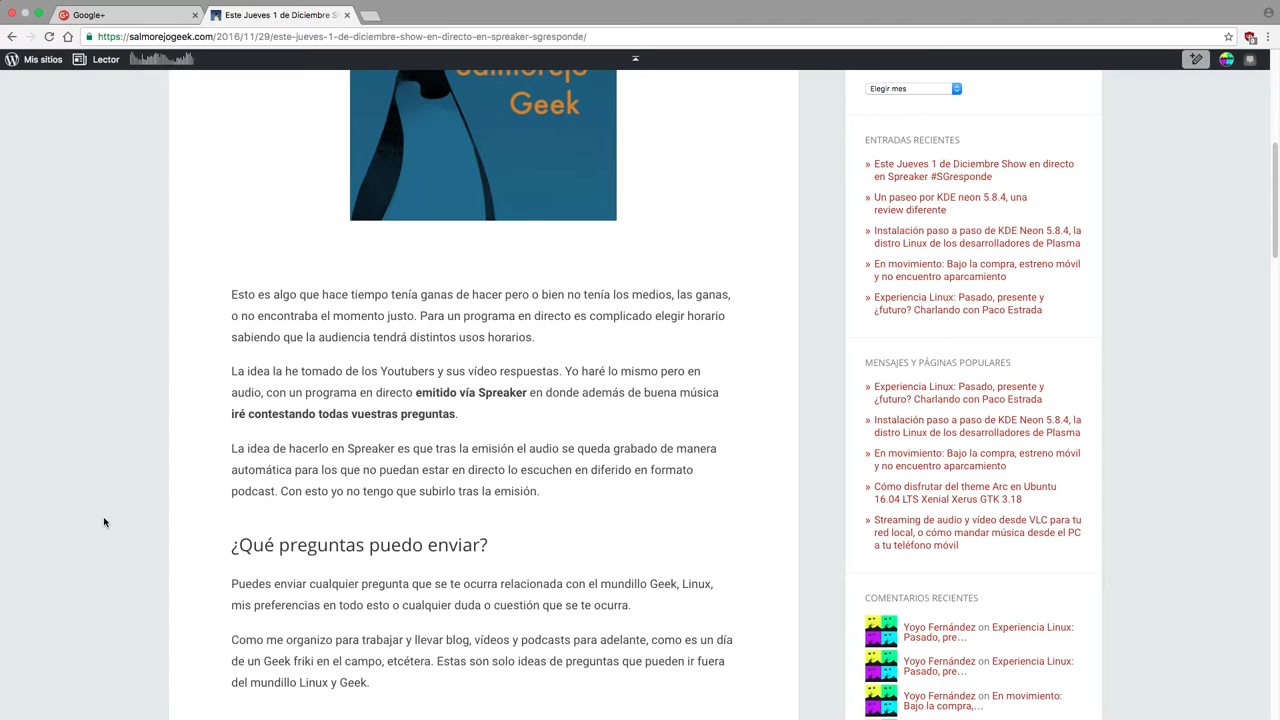 Google+
Este Jueves 1 de Diciembre S
https://salmorejogeek.com/2016/11/29/este-jueves-1-de-diciembre-show-en-directo-en-spreaker-sgresponde/
Mis sitios
Lector
Salmorejo
Geek
Esto es algo que hace tiempo tenía ganas de hacer pero o bien no tenía los medios, las ganas,
o no encontraba el momento justo. Para un programa en directo es complicado elegir horario
sabiendo que la audiencia tendrá distintos usos horarios.
La idea la he tomado de los Youtubers y sus vídeo respuestas. Yo haré lo mismo pero en
audio, con un programa en directo emitido vía Spreaker en donde además de buena música
iré contestando todas vuestras preguntas.
La idea de hacerlo en Spreaker es que tras la emisión el audio se queda grabado de manera
automática para los que no puedan estar en directo lo escuchen en diferido en formato
podcast. Con esto yo no tengo que subirlo tras la emisión.
¿Qué preguntas puedo enviar?
Puedes enviar cualquier pregunta que se te ocurra relacionada con el mundillo Geek, Linux,
mis preferencias en todo esto o cualquier duda o cuestión que se te ocurra.
Como me organizo para trabajar y llevar blog, vídeos y podcasts para adelante, como es un día
de un Geek friki en el campo, etcétera. Estas son solo ideas de preguntas que pueden ir fuera
del mundillo Linux y Geek.
Elegir mes
ENTRADAS RECIENTES
» Este Jueves 1 de Diciembre Show en directo
en Spreaker #SGresponde
» Un paseo por KDE neon 5.8.4, una
review diferente
» Instalación paso a paso de KDE Neon 5.8.4, la
distro Linux de los desarrolladores de Plasma
» En movimiento: Bajo la compra, estreno móvil
y no encuentro aparcamiento
» Experiencia Linux: Pasado, presente y
¿futuro? Charlando con Paco Estrada
MENSAJES Y PÁGINAS POPULARES
» Experiencia Linux: Pasado, presente y
¿futuro? Charlando con Paco Estrada
» Instalación paso a paso de KDE Neon 5.8.4, la
distro Linux de los desarrolladores de Plasma
» En movimiento: Bajo la compra, estreno móvil
y no encuentro aparcamiento
» Cómo disfrutar del theme Arc en Ubuntu
16.04 LTS Xenial Xerus GTK 3.18
» Streaming de audio y vídeo desde VLC para tu
red local, o cómo mandar música desde el PC
a tu teléfono móvil
COMENTARIOS RECIENTES
Yoyo Fernández on Experiencia Linux:
Pasado, pre…
Yoyo Fernández on Experiencia Linux:
Pasado, pre…
Yoyo Fernández on En movimiento:
Bajo la compra,…